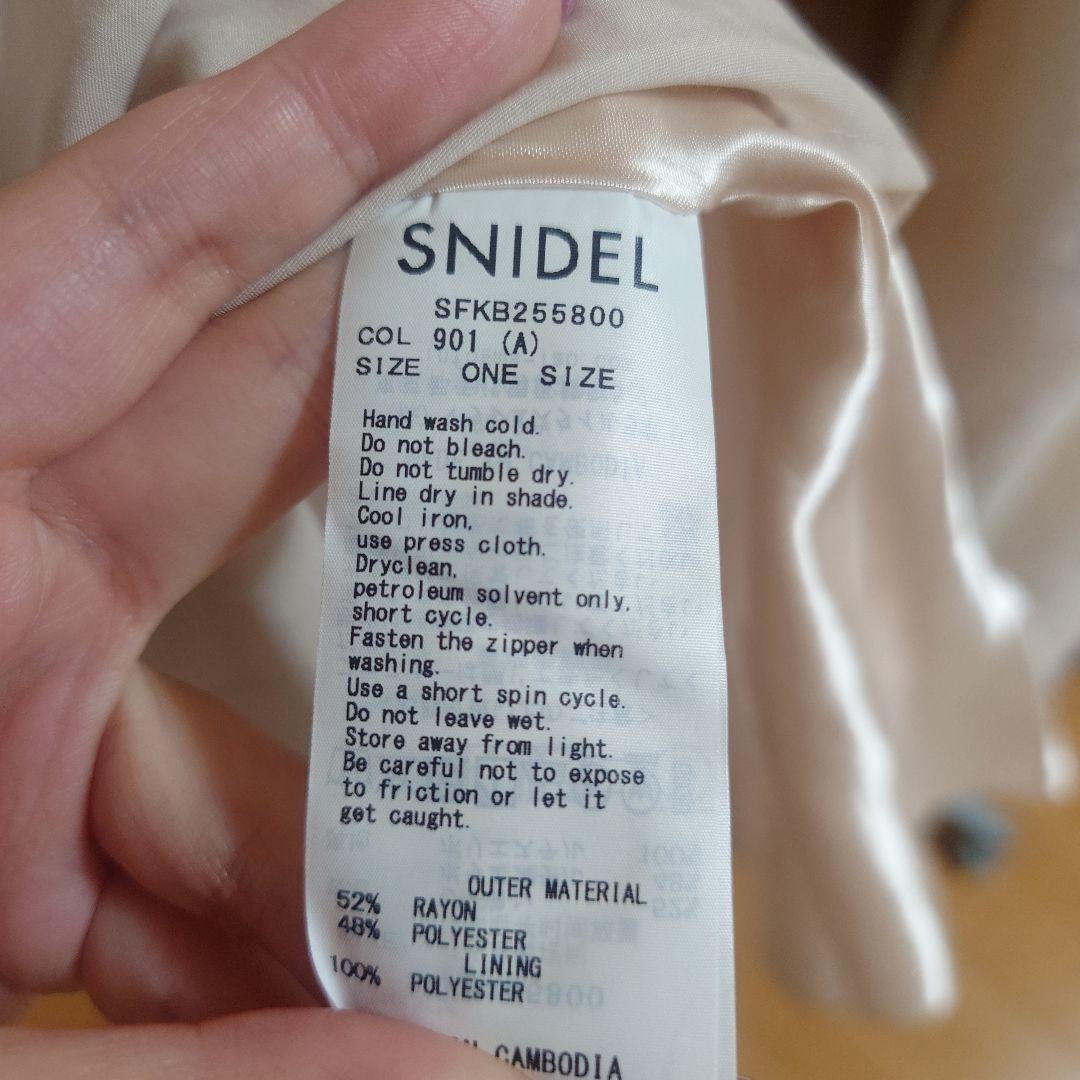 SNIDEL
SFKB255800
COL 901 (A)
SIZE ONE SIZE
Hand wash cold.
Do not bleach.
Do not tumble dry.
Line dry in shade.
Cool iron,
use press cloth.
Dryclean,
petroleum solvent only,
short cycle.
Fasten the zipper when
washing.
Use a short spin cycle.
Do not leave wet.
Store away from light.
Be careful not to expose
to friction or let it
get caught.
OUTER MATERIAL
52% RAYON
48% POLYESTER
LINING
100% POLYESTER
CAMBODIA